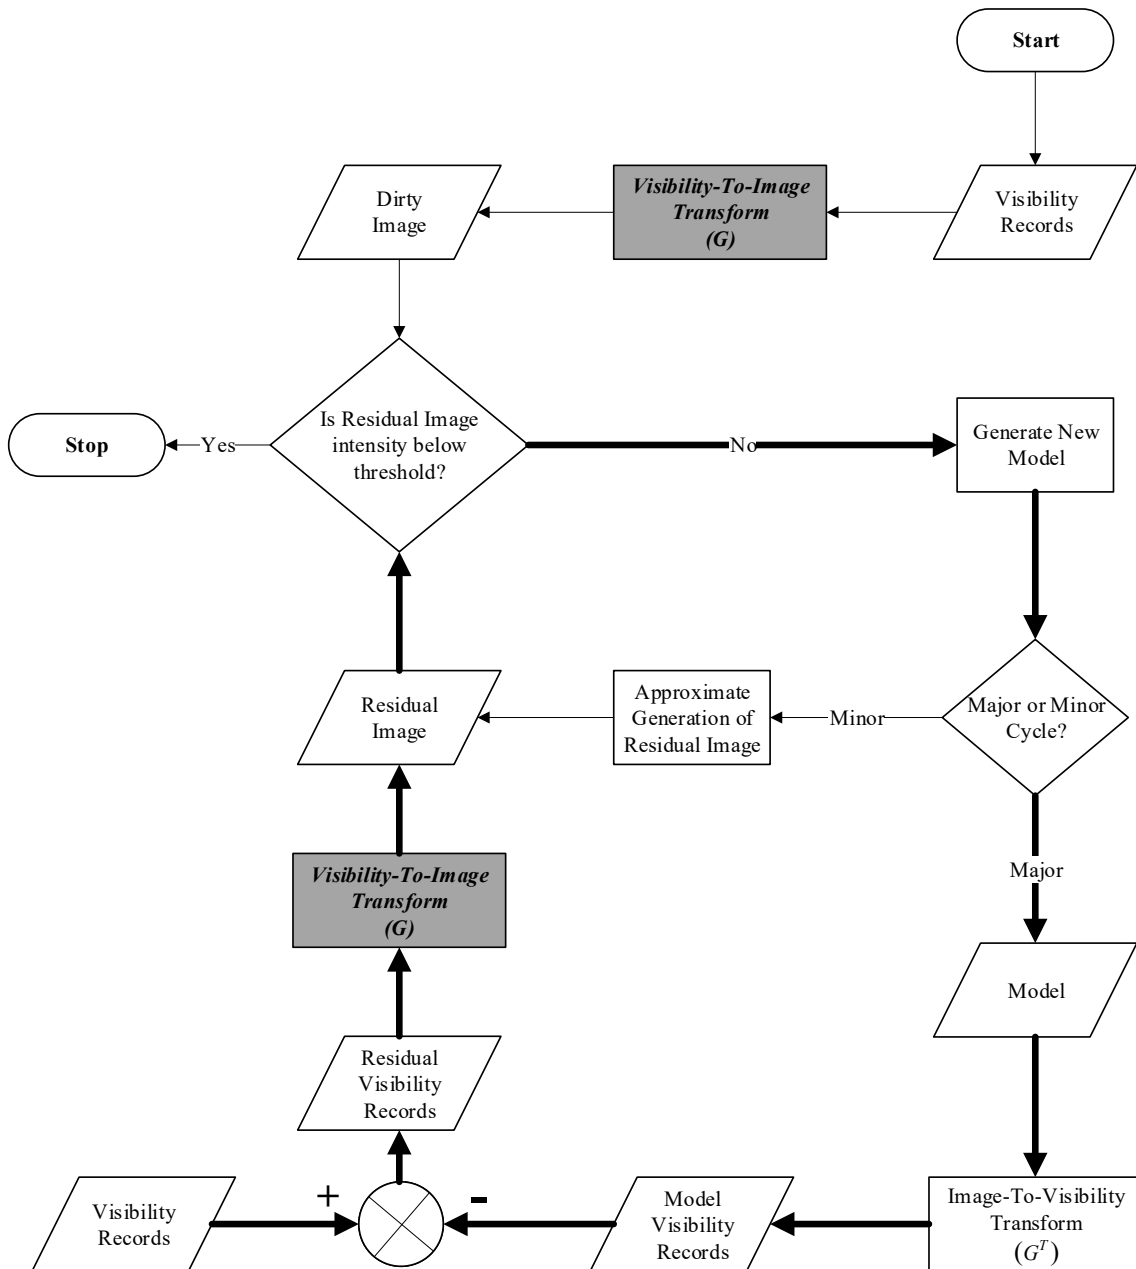 Start
Dirty
Image
Visibility-To-Image
Transform
(G)
Visibility
Records
Is Residual Image
intensity below
threshold?
Stop
Yes
No
Generate New
Model
Residual
Image
Approximate
Generation of
Residual Image
Minor
Major or Minor
Cycle?
Visibility-To-Image
Transform
(G)
Major
Model
Residual
Visibility
Records
Visibility
Records
+
-
Model
Visibility
Records
Image-To-Visibility
Transform
(G^T)